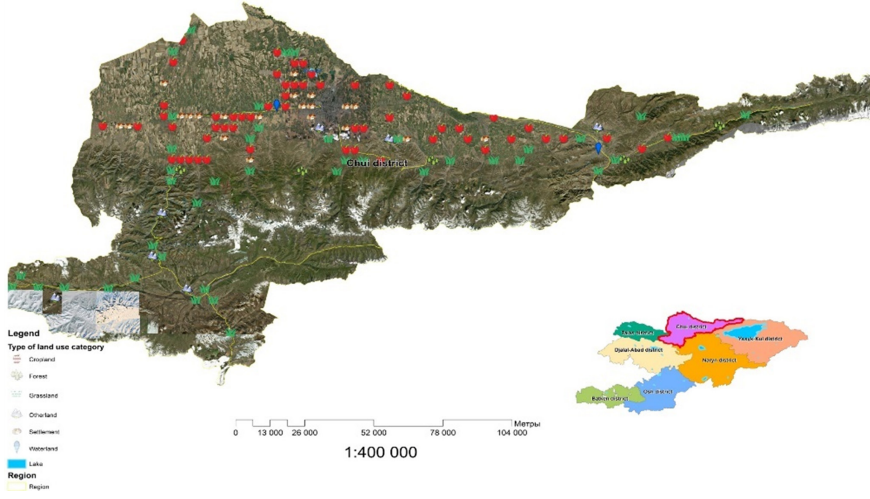 Chui district
Legend
Type of land use category
Cropland
Forest
Grassland
Otherland
Settlement
Waterland
Lake
Region
Region
Метры
0 13 000 26 000 52 000 78 000 104 000
1:400 000
Chui district
Talas district
Yssyk-Kul district
Djalal-Abad district
Naryn district
Osh district
Batken district